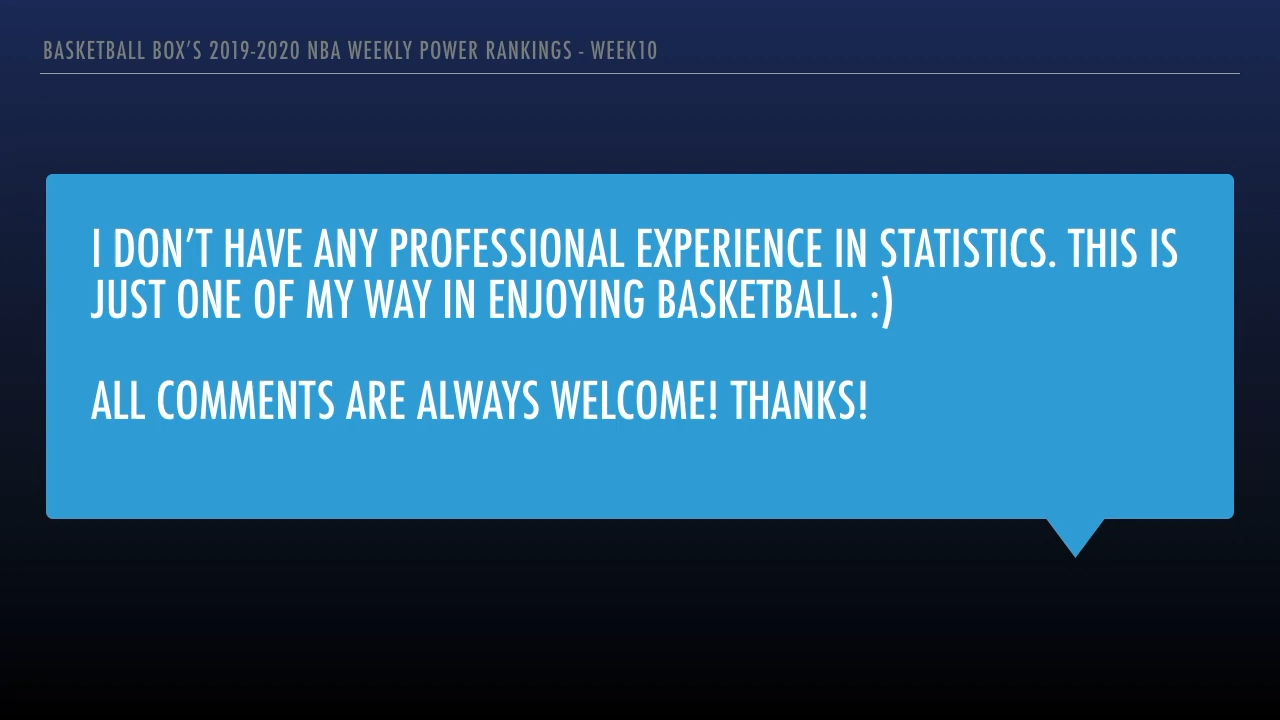 BASKETBALL BOX’S 2019-2020 NBA WEEKLY POWER RANKINGS - WEEK10
I DON’T HAVE ANY PROFESSIONAL EXPERIENCE IN STATISTICS. THIS IS
JUST ONE OF MY WAY IN ENJOYING BASKETBALL. :)
ALL COMMENTS ARE ALWAYS WELCOME! THANKS!